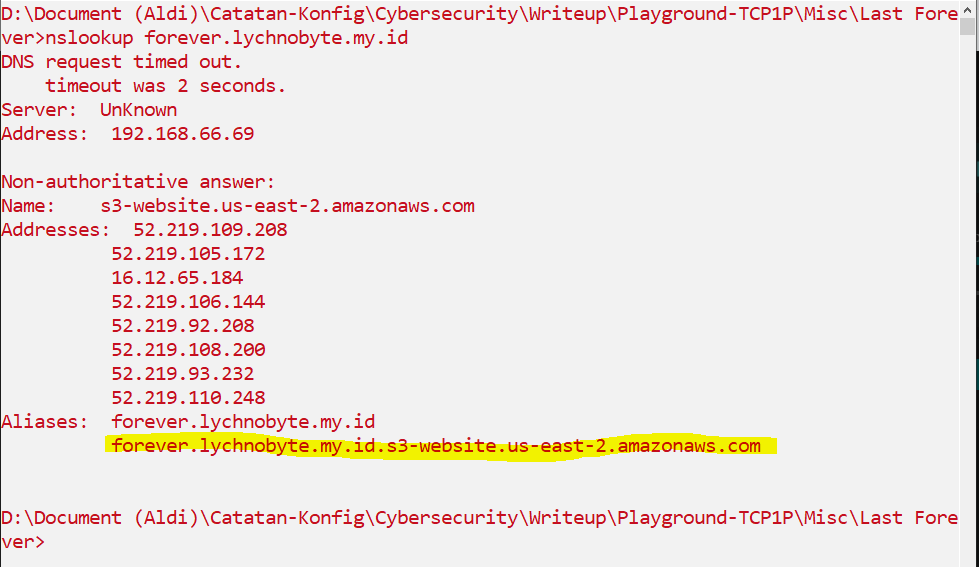 D:\Document (Aldi)\Catatan-Konfig\Cybersecurity\Writeup\Playground-TCP1P\Misc\Last Fore
ver>nslookup forever.lychnobyte.my.id
DNS request timed out.
    timeout was 2 seconds.
Server:  UnKnown
Address:  192.168.66.69

Non-authoritative answer:
Name:    s3-website.us-east-2.amazonaws.com
Addresses:  52.219.109.208
          52.219.105.172
          16.12.65.184
          52.219.106.144
          52.219.92.208
          52.219.108.200
          52.219.93.232
          52.219.110.248
Aliases:  forever.lychnobyte.my.id
          forever.lychnobyte.my.id.s3-website.us-east-2.amazonaws.com


D:\Document (Aldi)\Catatan-Konfig\Cybersecurity\Writeup\Playground-TCP1P\Misc\Last Fore
ver>